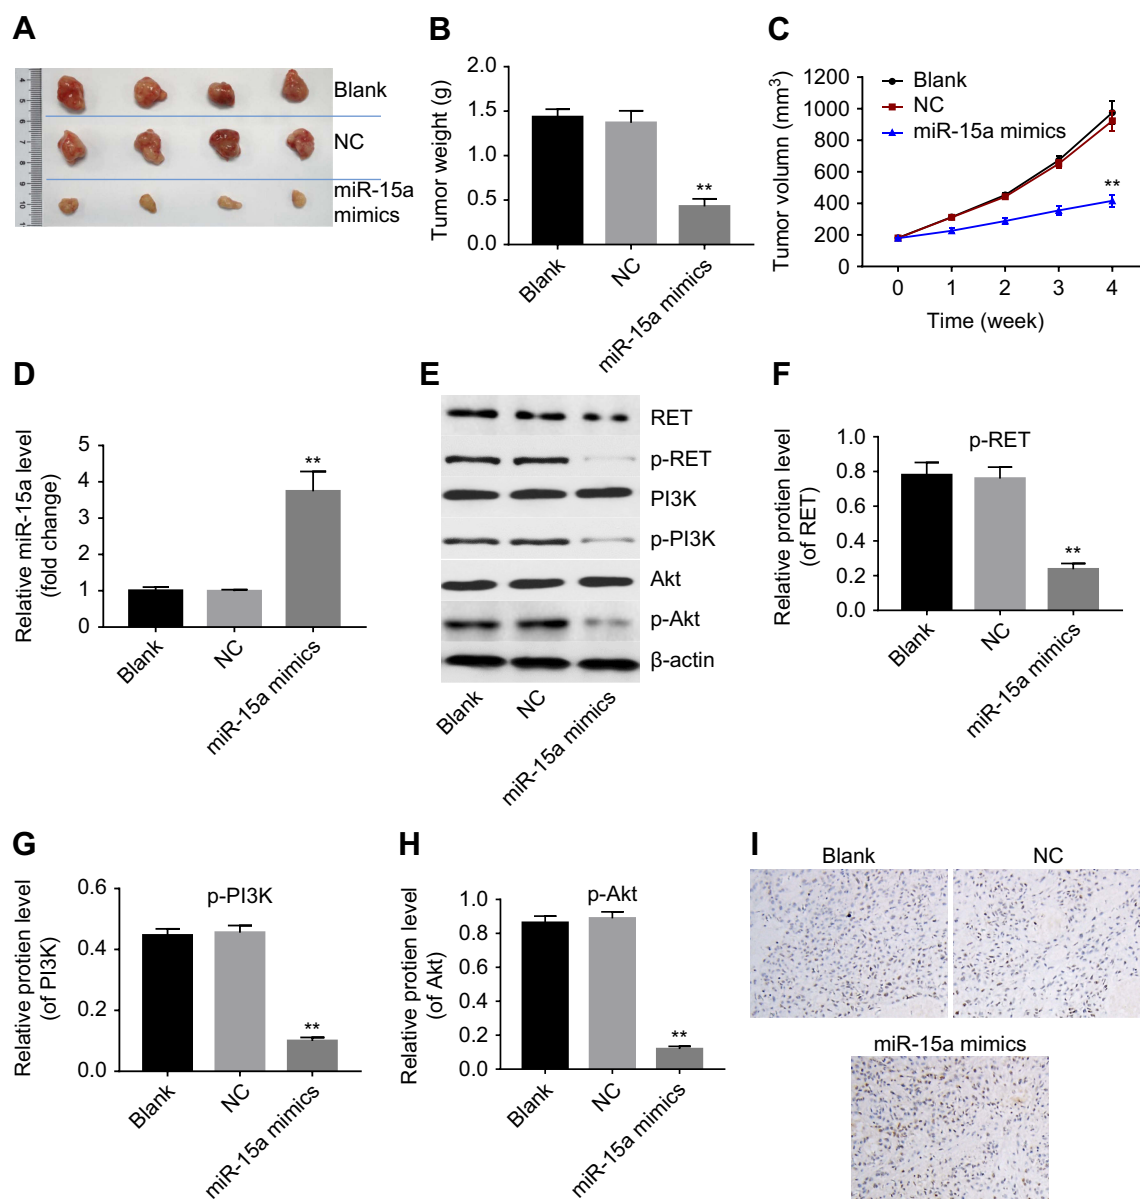 A
Blank
NC
miR-15a
mimics
4
5
6
7
8
9
10
B
Tumor weight (g)
2.0
1.5
1.0
0.5
0.0
**
Blank
NC
miR-15a mimics
C
Tumor volumn (mm³)
1200
1000
800
600
400
200
0
Blank
NC
miR-15a mimics
**
0 1 2 3 4
Time (week)
D
Relative miR-15a level
(fold change)
5
4
3
2
1
0
**
Blank
NC
miR-15a mimics
E
RET
p-RET
PI3K
p-PI3K
Akt
p-Akt
β-actin
Blank
NC
miR-15a mimics
F
p-RET
Relative protien level
(of RET)
1.0
0.8
0.6
0.4
0.2
0.0
**
Blank
NC
miR-15a mimics
G
p-PI3K
Relative protien level
(of PI3K)
0.6
0.4
0.2
0.0
**
Blank
NC
miR-15a mimics
H
p-Akt
Relative protien level
(of Akt)
1.0
0.8
0.6
0.4
0.2
0.0
**
Blank
NC
miR-15a mimics
I
Blank
NC
miR-15a mimics